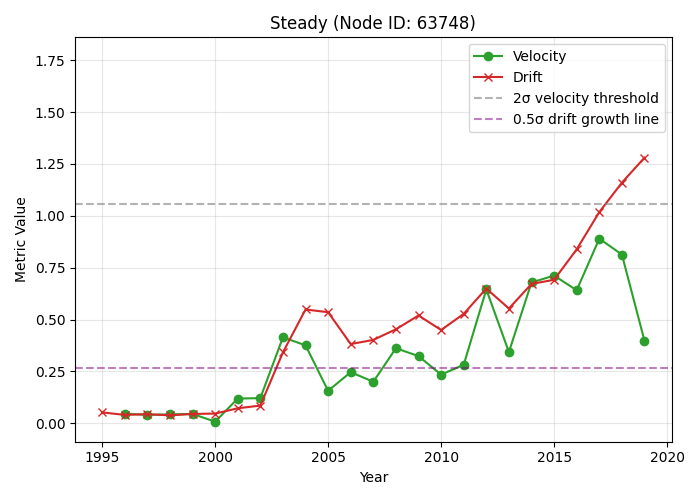 Steady (Node ID: 63748)
Velocity
Drift
2σ velocity threshold
0.5σ drift growth line
Metric Value
1.75
1.50
1.25
1.00
0.75
0.50
0.25
0.00
1995
2000
2005
2010
2015
2020
Year